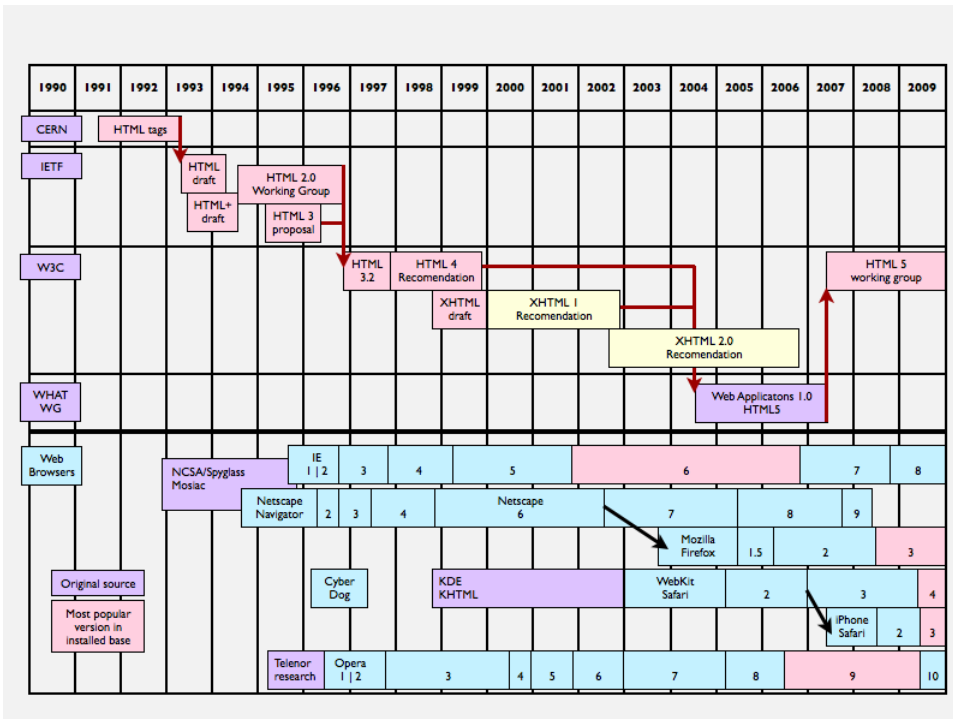 1990 1991 1992 1993 1994 1995 1996 1997 1998 1999 2000 2001 2002 2003 2004 2005 2006 2007 2008 2009
CERN
HTML tags
IETF
HTML
draft
HTML+
draft
HTML 2.0
Working Group
HTML 3
proposal
W3C
HTML
3.2
HTML 4
Recomendation
HTML 5
working group
XHTML
draft
XHTML 1
Recomendation
XHTML 2.0
Recomendation
WHAT
WG
Web Applicatons 1.0
HTML5
Web
Browsers
NCSA/Spyglass
Mosiac
IE
1 | 2
3
4
5
6
7
8
Netscape
Navigator
2
3
4
Netscape
6
7
8
9
Mozilla
Firefox
1.5
2
3
Original source
Most popular
version in
installed base
Cyber
Dog
KDE
KHTML
WebKit
Safari
2
3
4
iPhone
Safari
2
3
Telenor
research
Opera
1 | 2
3
4
5
6
7
8
9
10